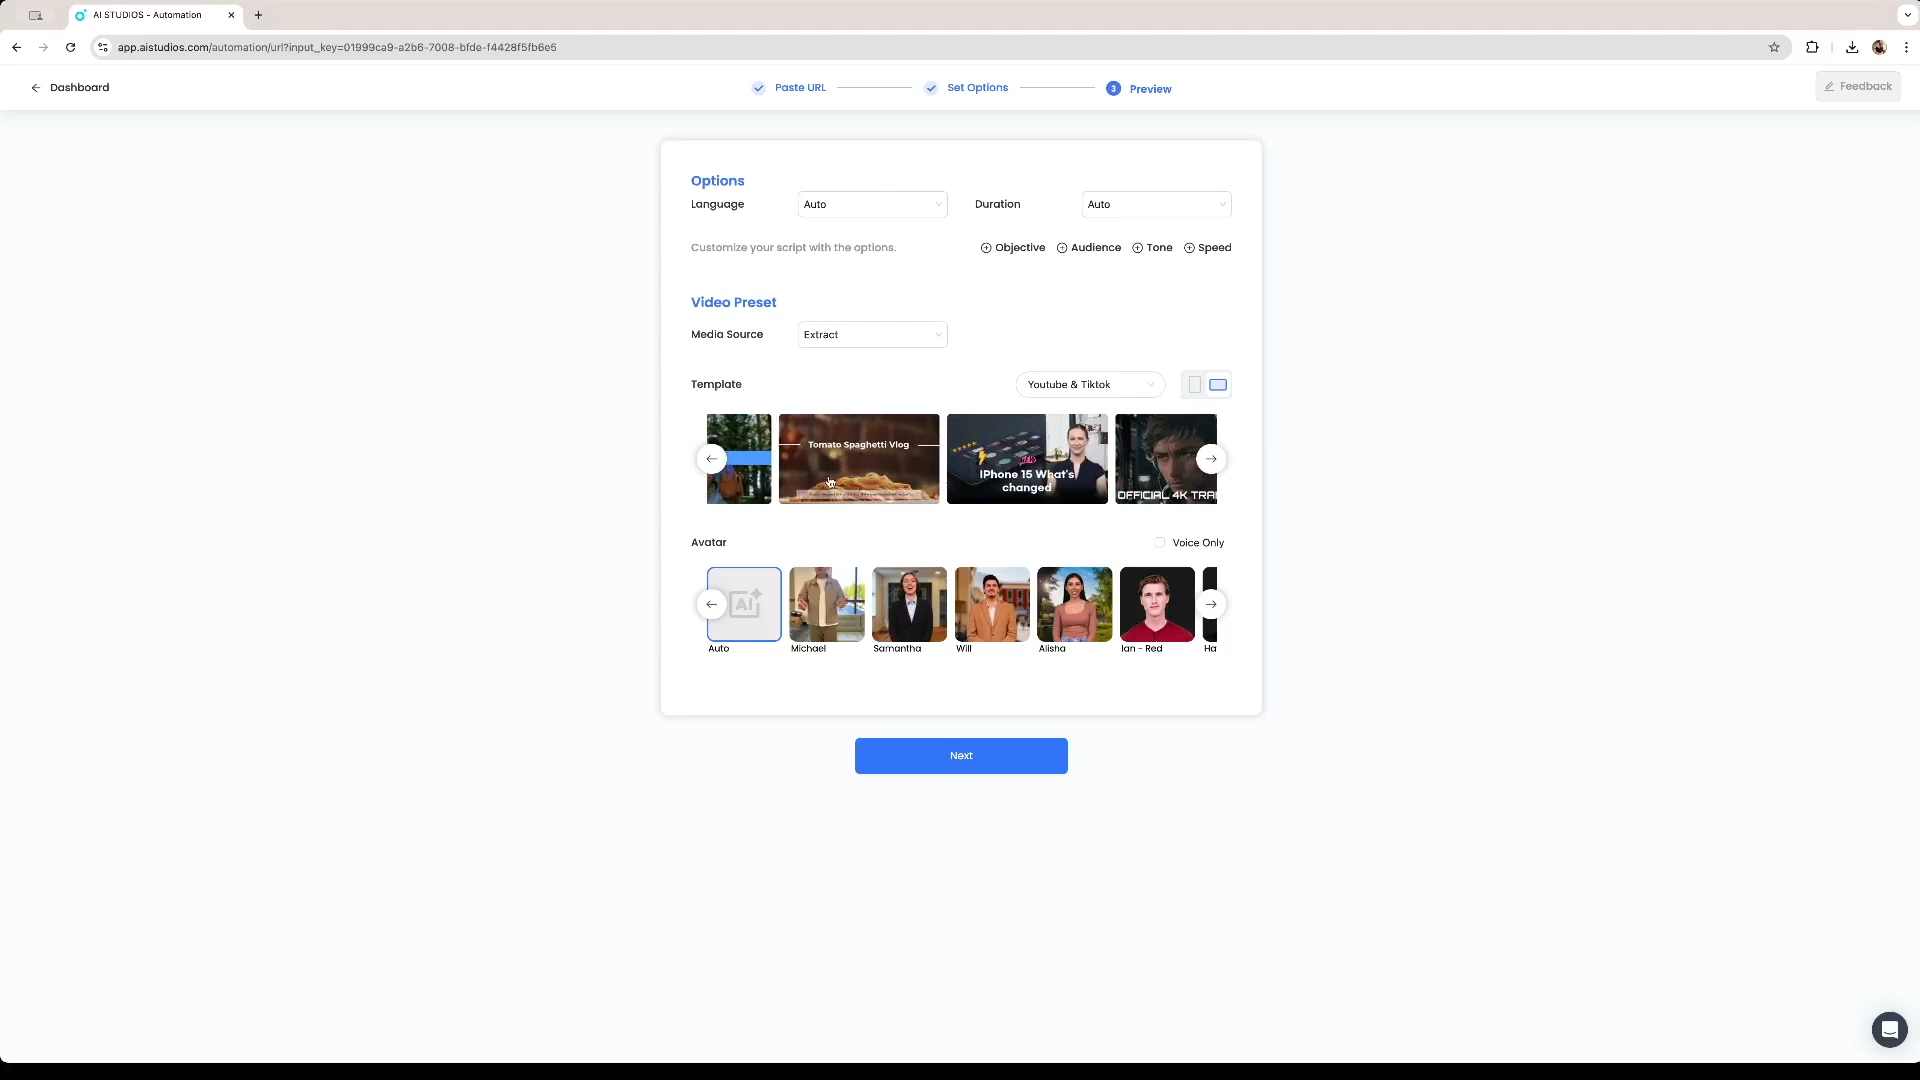 AI STUDIOS - Automation
app.aistudios.com/automation/url?input_key=01999ca9-a2b6-7008-bfde-f4428f5fb6e5
Dashboard
Paste URL
Set Options
3 Preview
Feedback
Options
Language
Auto
Duration
Auto
Customize your script with the options.
Objective
Audience
Tone
Speed
Video Preset
Media Source
Extract
Template
Youtube & Tiktok
Tomato Spaghetti Vlog
NEW
IPhone 15 What's
changed
OFFICIAL 4K TRA
Avatar
Voice Only
AI
Auto
Michael
Samantha
Will
Alisha
Ian - Red
Ha
Next